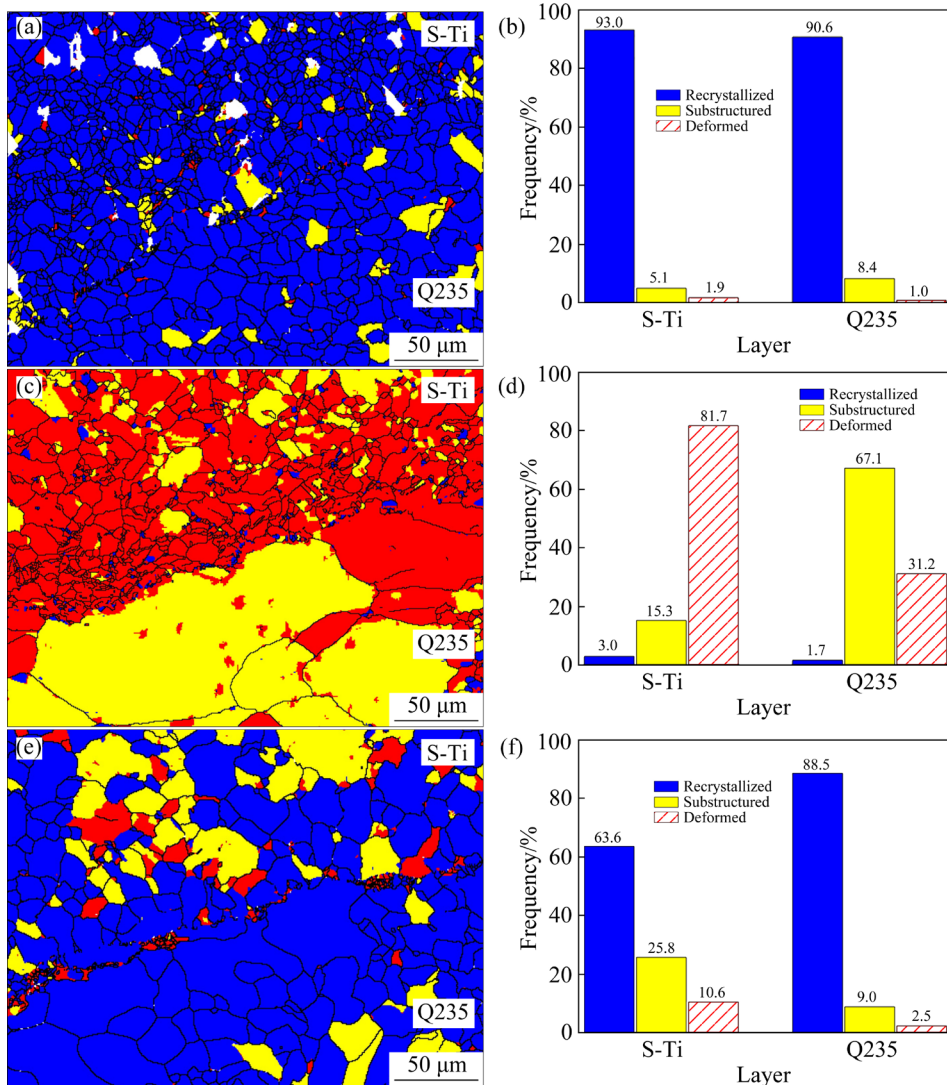 (a)
S-Ti
Q235
50 μm
(b)
100
80
60
40
20
0
Frequency/%
93.0
5.1
1.9
90.6
8.4
1.0
Recrystallized
Substructured
Deformed
S-Ti
Q235
Layer
(c)
S-Ti
Q235
50 μm
(d)
100
80
60
40
20
0
Frequency/%
3.0
15.3
81.7
1.7
67.1
31.2
Recrystallized
Substructured
Deformed
S-Ti
Q235
Layer
(e)
S-Ti
Q235
50 μm
(f)
100
80
60
40
20
0
Frequency/%
63.6
25.8
10.6
88.5
9.0
2.5
Recrystallized
Substructured
Deformed
S-Ti
Q235
Layer